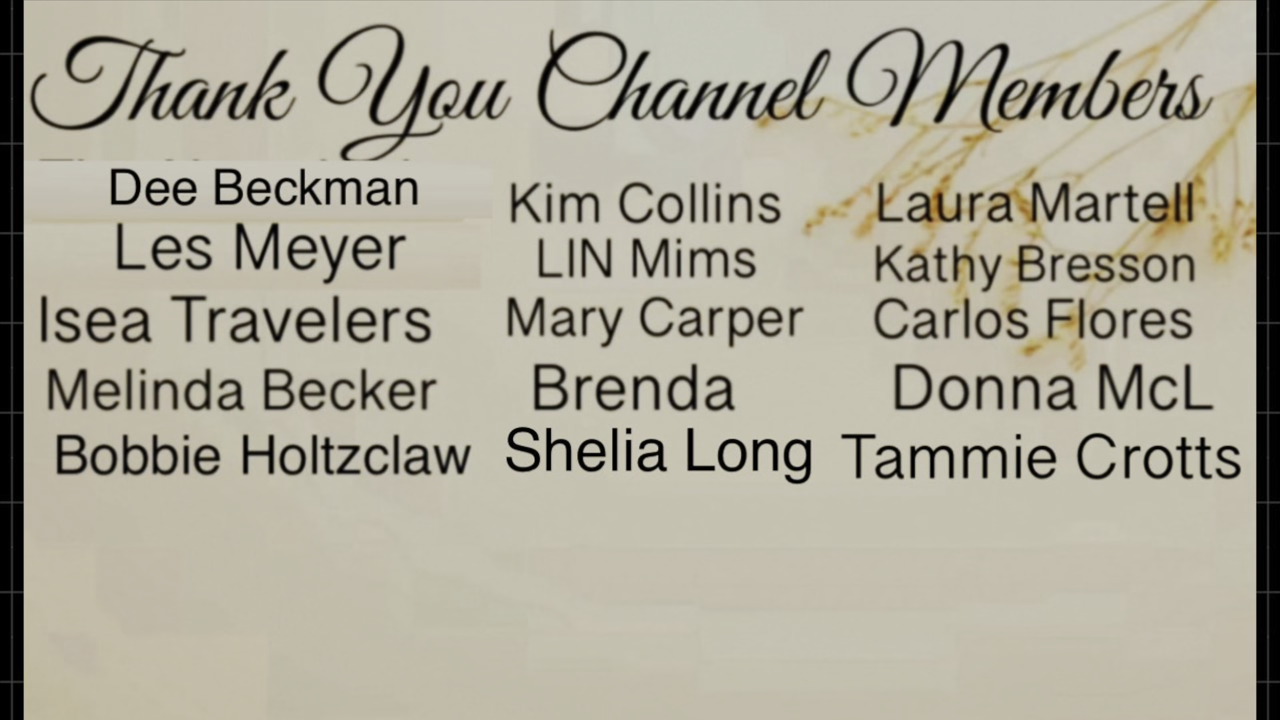 Thank You Channel Members
Dee Beckman
Les Meyer
Isea Travelers
Melinda Becker
Bobbie Holtzclaw
Kim Collins
LIN Mims
Mary Carper
Brenda
Shelia Long
Laura Martell
Kathy Bresson
Carlos Flores
Donna McL
Tammie Crotts